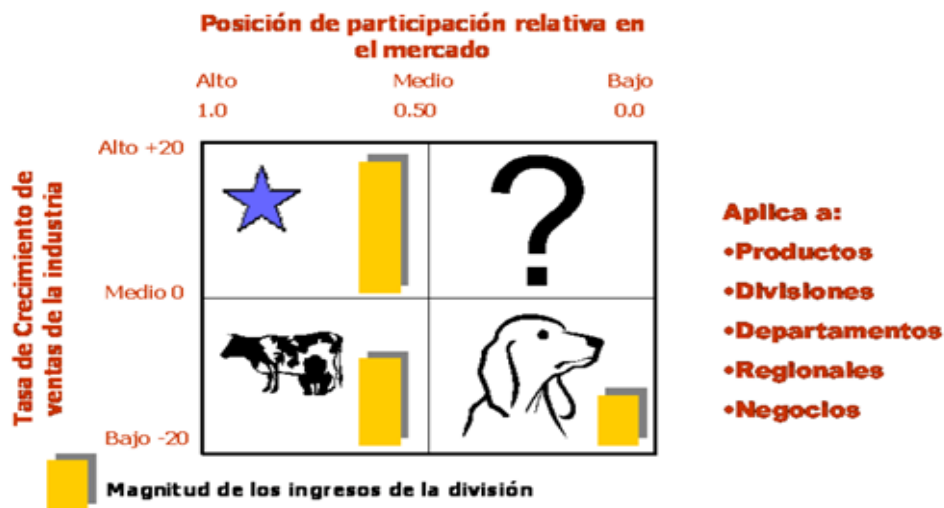 Posición de participación relativa en
el mercado
Alto Medio Bajo
1.0 0.50 0.0
Tasa de Crecimiento de
ventas de la industria
Alto +20
Medio 0
Bajo -20
?
Aplica a:
•Productos
•Divisiones
•Departamentos
•Regionales
•Negocios
Magnitud de los ingresos de la división